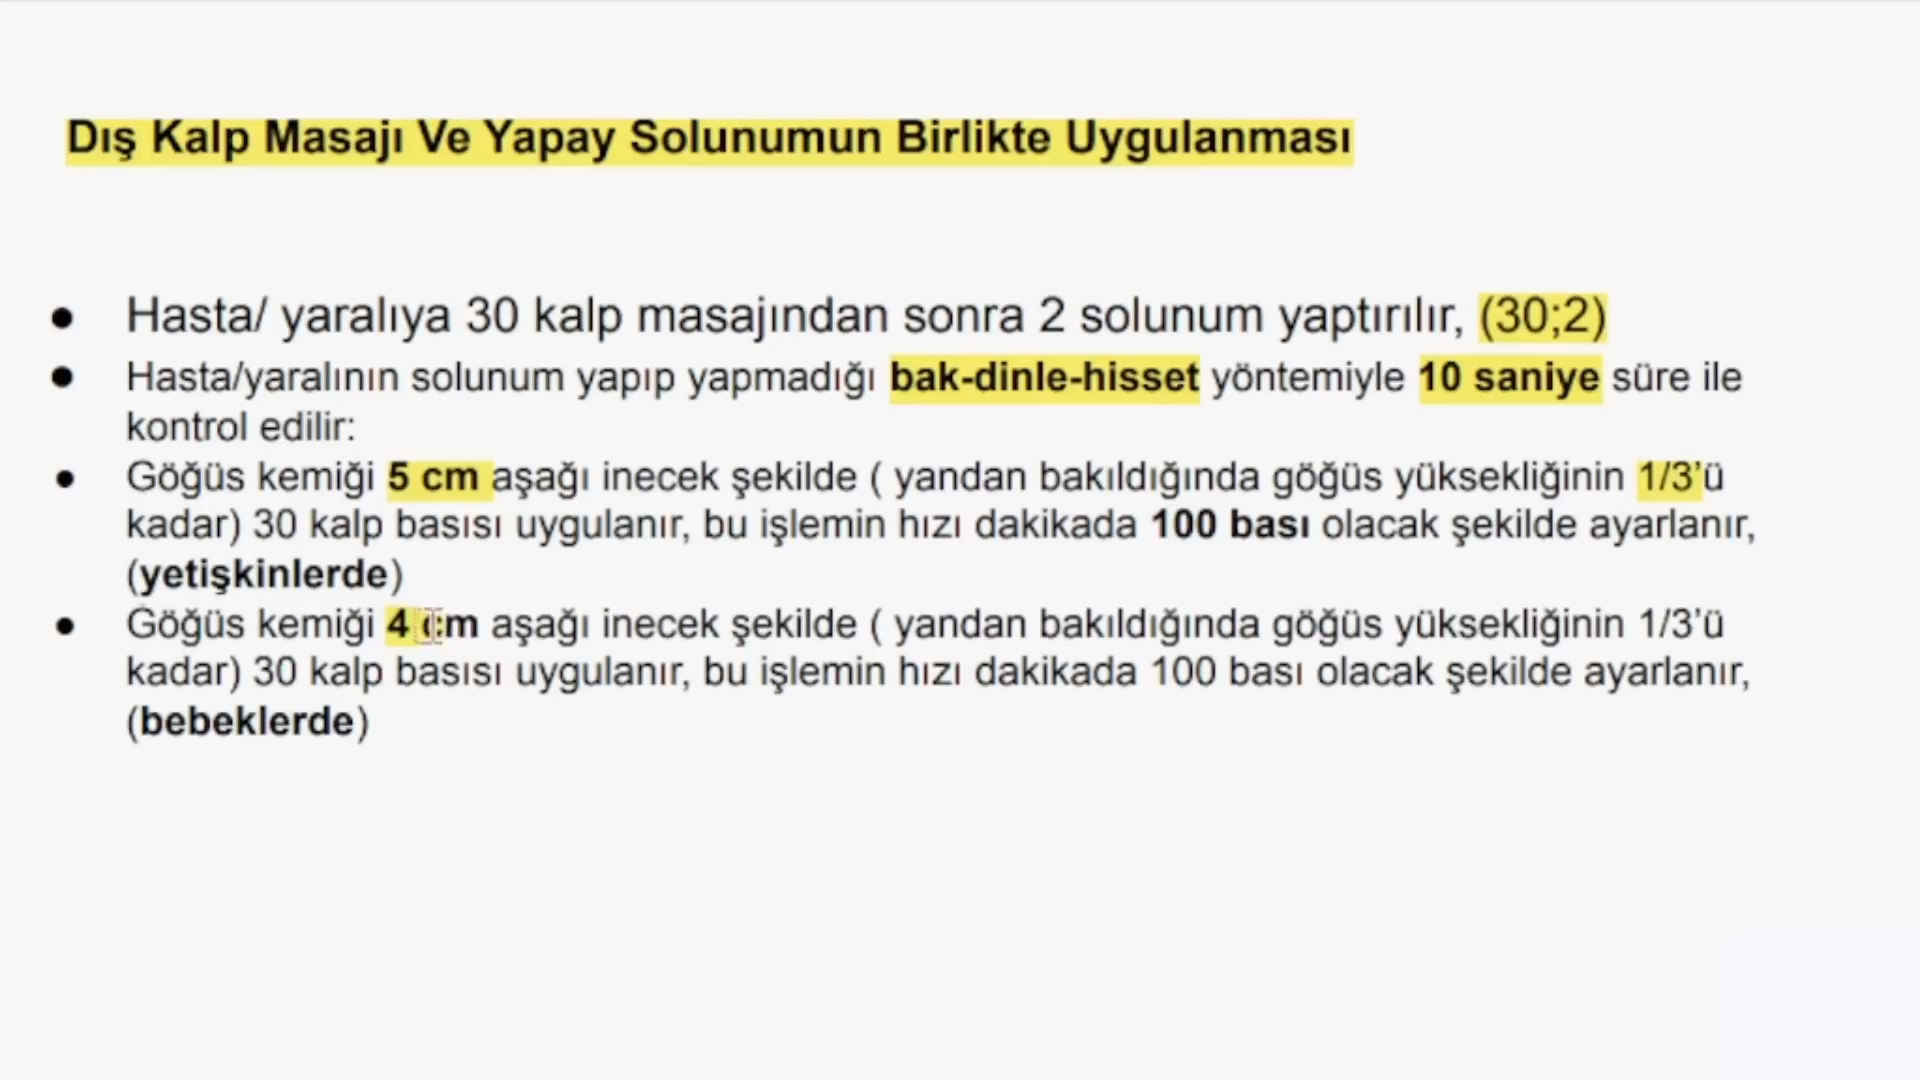 Dış Kalp Masajı Ve Yapay Solunumun Birlikte Uygulanması
● Hasta/ yaralıya 30 kalp masajından sonra 2 solunum yaptırılır, (30;2)
● Hasta/yaralının solunum yapıp yapmadığı bak-dinle-hisset yöntemiyle 10 saniye süre ile
kontrol edilir:
● Göğüs kemiği 5 cm aşağı inecek şekilde ( yandan bakıldığında göğüs yüksekliğinin 1/3’ü
kadar) 30 kalp basısı uygulanır, bu işlemin hızı dakikada 100 bası olacak şekilde ayarlanır,
(yetişkinlerde)
● Göğüs kemiği 4 cm aşağı inecek şekilde ( yandan bakıldığında göğüs yüksekliğinin 1/3’ü
kadar) 30 kalp basısı uygulanır, bu işlemin hızı dakikada 100 bası olacak şekilde ayarlanır,
(bebeklerde)